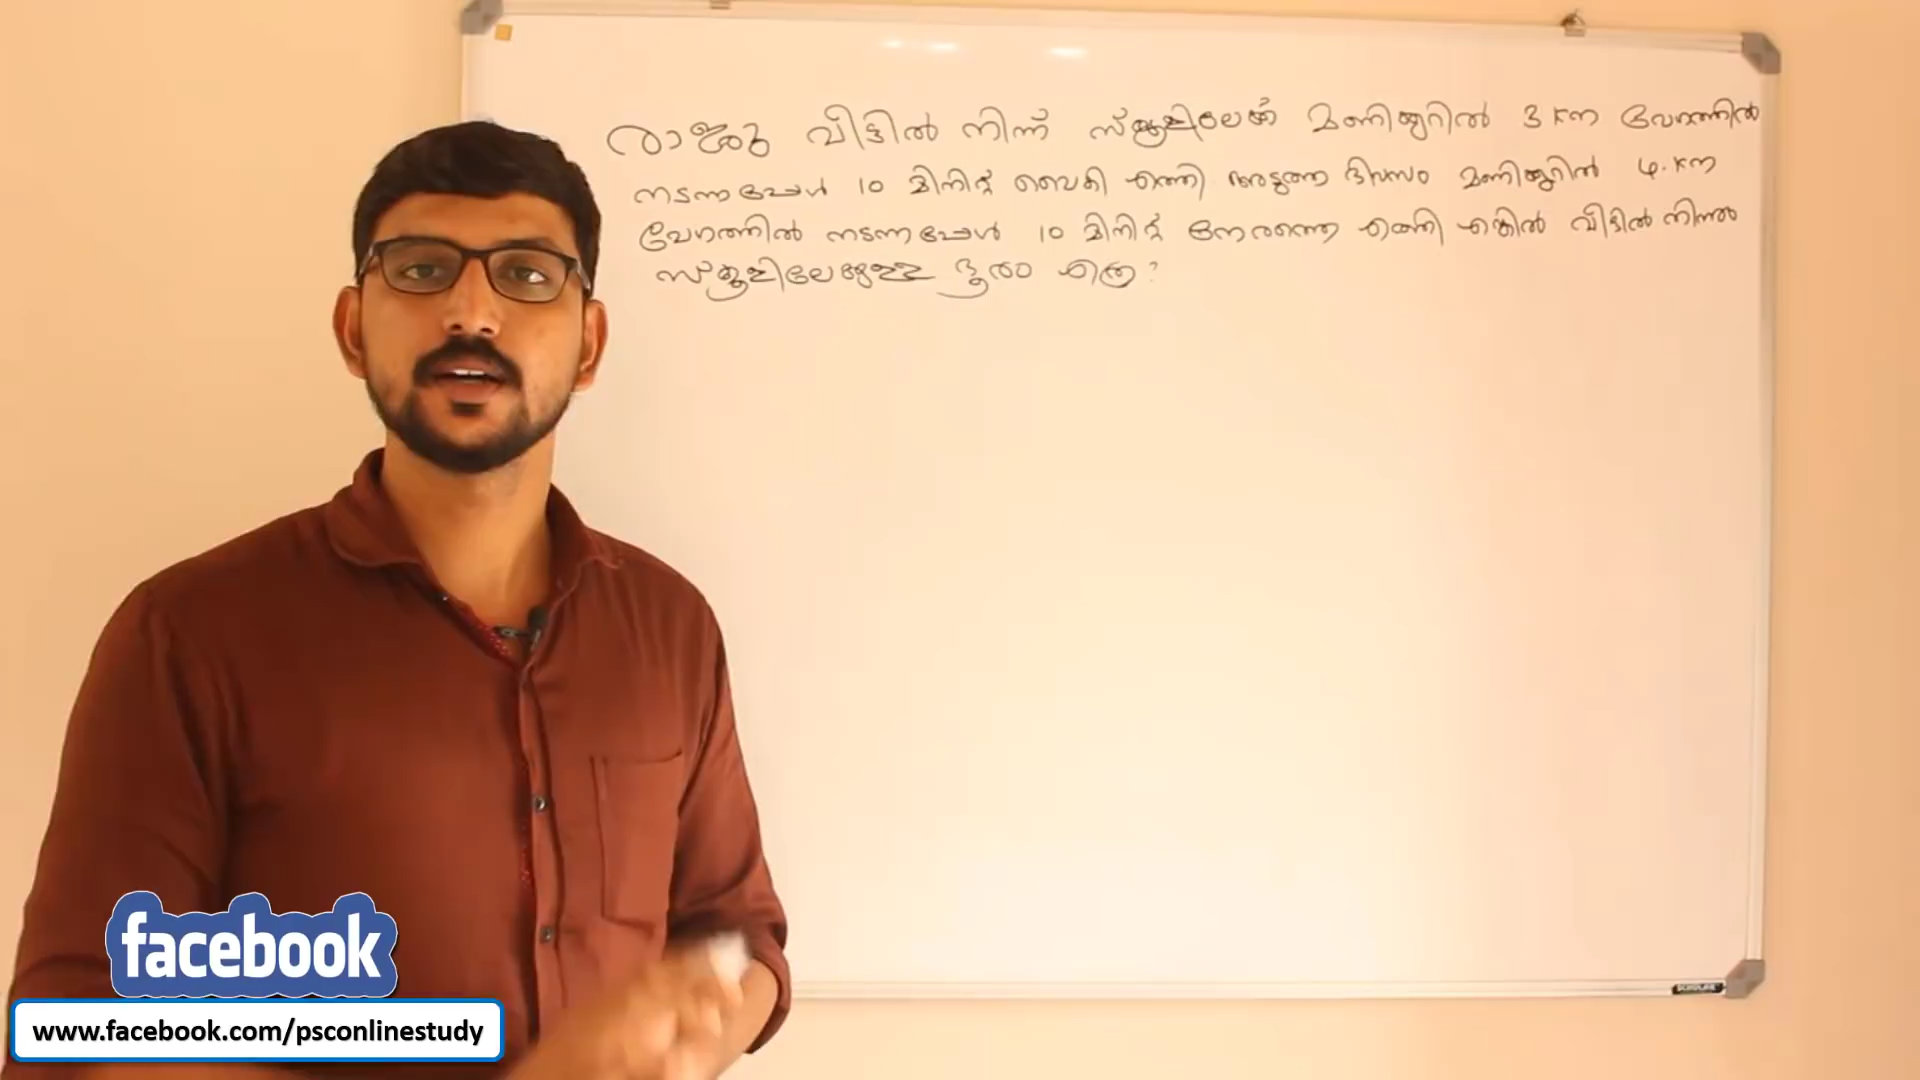 രാജു വീട്ടിൽ നിന്ന് സ്കൂളിലേക്ക് മണിക്കൂറിൽ 3 Km വേഗത്തിൽ
നടന്നപ്പോൾ 10 മിനിറ്റ് വൈകി എത്തി അടുത്ത ദിവസം മണിക്കൂറിൽ 4.Km
വേഗത്തിൽ നടന്നപ്പോൾ 10 മിനിറ്റ് നേരത്തെ എത്തി എങ്കിൽ വീട്ടിൽ നിന്നും
സ്കൂളിലേക്കുള്ള ദൂരം എത്ര?
facebook
www.facebook.com/psconlinestudy